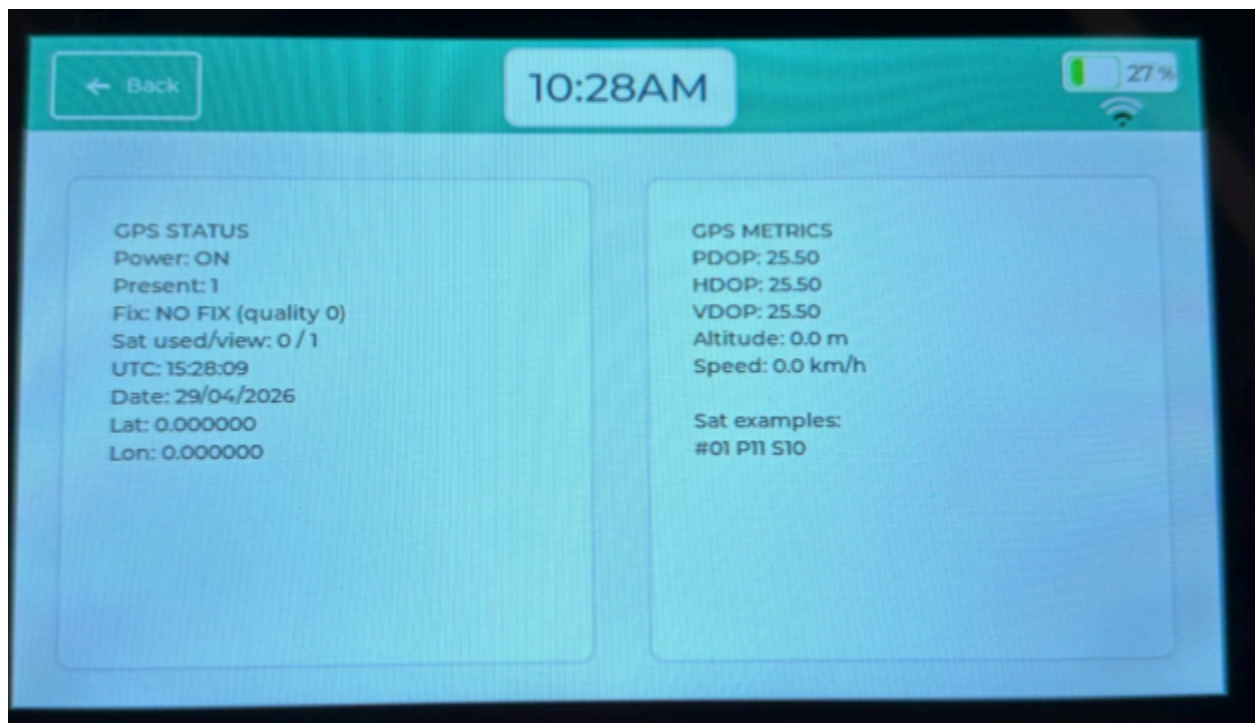 ← Back
10:28AM
27 %
GPS STATUS
Power: ON
Present: 1
Fix: NO FIX (quality 0)
Sat used/view: 0 / 1
UTC: 15:28:09
Date: 29/04/2026
Lat: 0.000000
Lon: 0.000000
GPS METRICS
PDOP: 25.50
HDOP: 25.50
VDOP: 25.50
Altitude: 0.0 m
Speed: 0.0 km/h
Sat examples:
#01 P11 S10